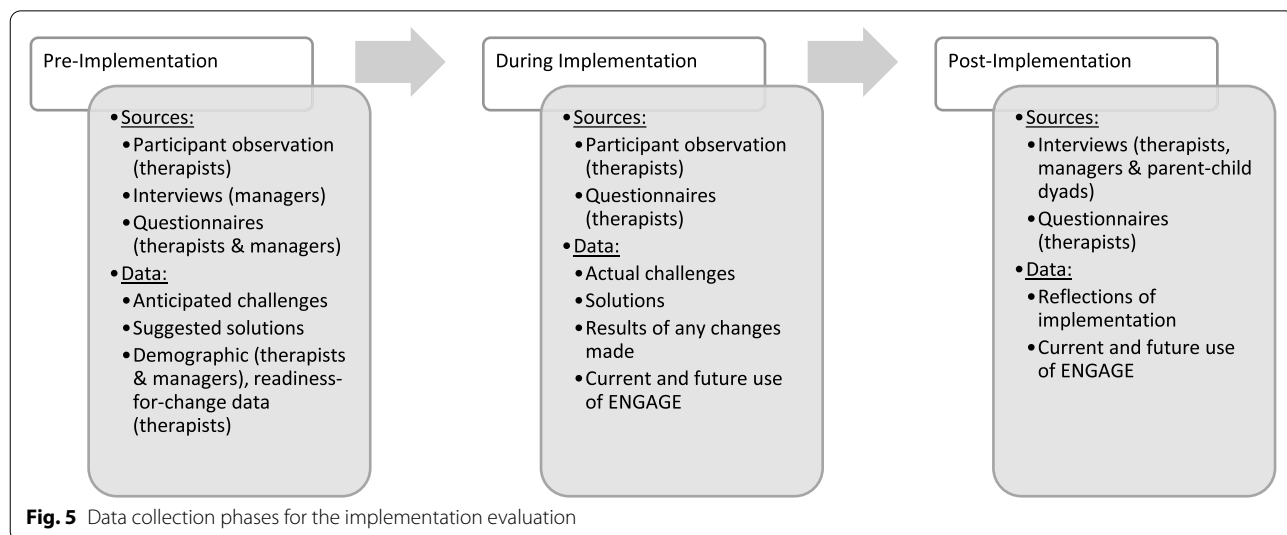 Pre-Implementation
•Sources:
•Participant observation
(therapists)
•Interviews (managers)
•Questionnaires
(therapists & managers)
•Data:
•Anticipated challenges
•Suggested solutions
•Demographic (therapists
& managers), readiness-
for-change data
(therapists)
During Implementation
•Sources:
•Participant observation
(therapists)
•Questionnaires
(therapists)
•Data:
•Actual challenges
•Solutions
•Results of any changes
made
•Current and future use
of ENGAGE
Post-Implementation
•Sources:
•Interviews (therapists,
managers & parent-child
dyads)
•Questionnaires
(therapists)
•Data:
•Reflections of
implementation
•Current and future use
of ENGAGE
Fig. 5 Data collection phases for the implementation evaluation